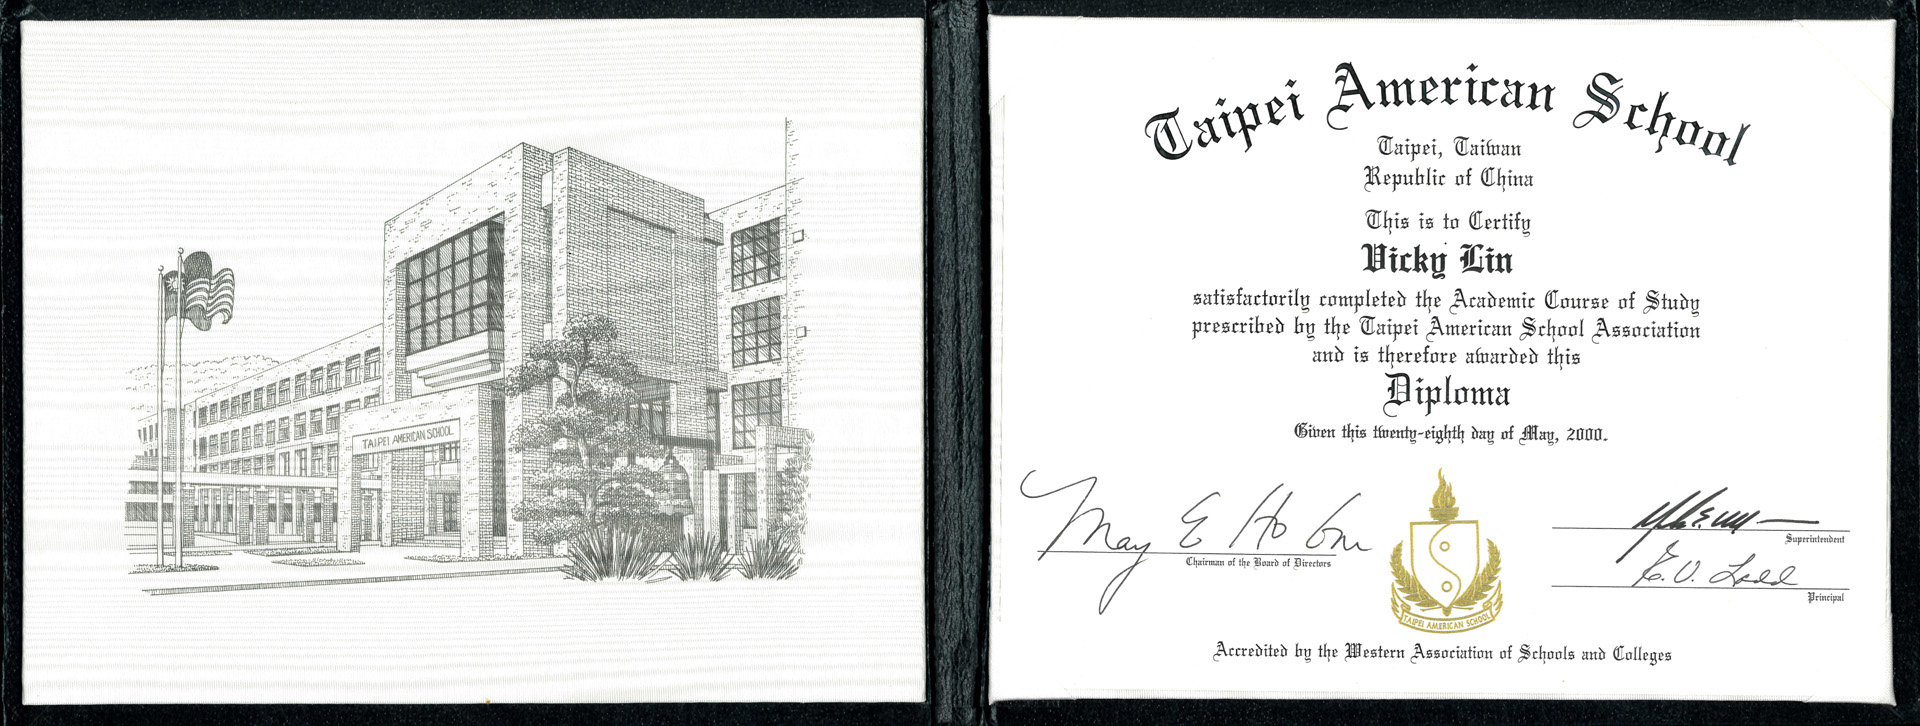 TAIPEI AMERICAN SCHOOL
Taipei American School
Taipei, Taiwan
Republic of China
This is to Certify
Vicky Lin
satisfactorily completed the Academic Course of Study
prescribed by the Taipei American School Association
and is therefore awarded this
Diploma
Given this twenty-eighth day of May, 2000.
May E Ho
Chairman of the Board of Directors
Superintendent
E. V. Ladd
Principal
TAIPEI AMERICAN SCHOOL
Accredited by the Western Association of Schools and Colleges